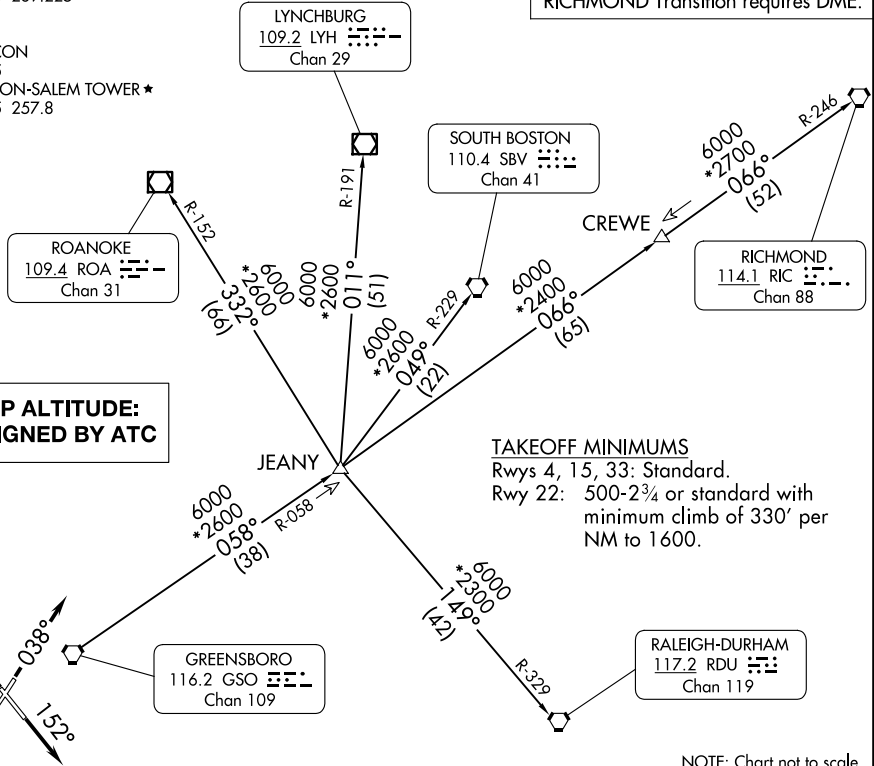 RICHMOND Transition requires DME.
LYNCHBURG
109.2 LYH
Chan 29
CON
ON-SALEM TOWER ★
257.8
SOUTH BOSTON
110.4 SBV
Chan 41
R-246
6000
*2700
066°
(52)
R-191
R-152
ROANOKE
109.4 ROA
Chan 31
CREWE
RICHMOND
114.1 RIC
Chan 88
6000
*2600
332°
(66)
6000
*2600
011°
(51)
R-229
6000
*2600
049°
(22)
6000
*2400
066°
(65)
P ALTITUDE:
IGNED BY ATC
JEANY
TAKEOFF MINIMUMS
Rwys 4, 15, 33: Standard.
Rwy 22: 500-2¾ or standard with
minimum climb of 330' per
NM to 1600.
6000
*2600
058°
(38)
R-058
6000
*2300
149°
(42)
R-329
038°
152°
GREENSBORO
116.2 GSO
Chan 109
RALEIGH-DURHAM
117.2 RDU
Chan 119
NOTE: Chart not to scale